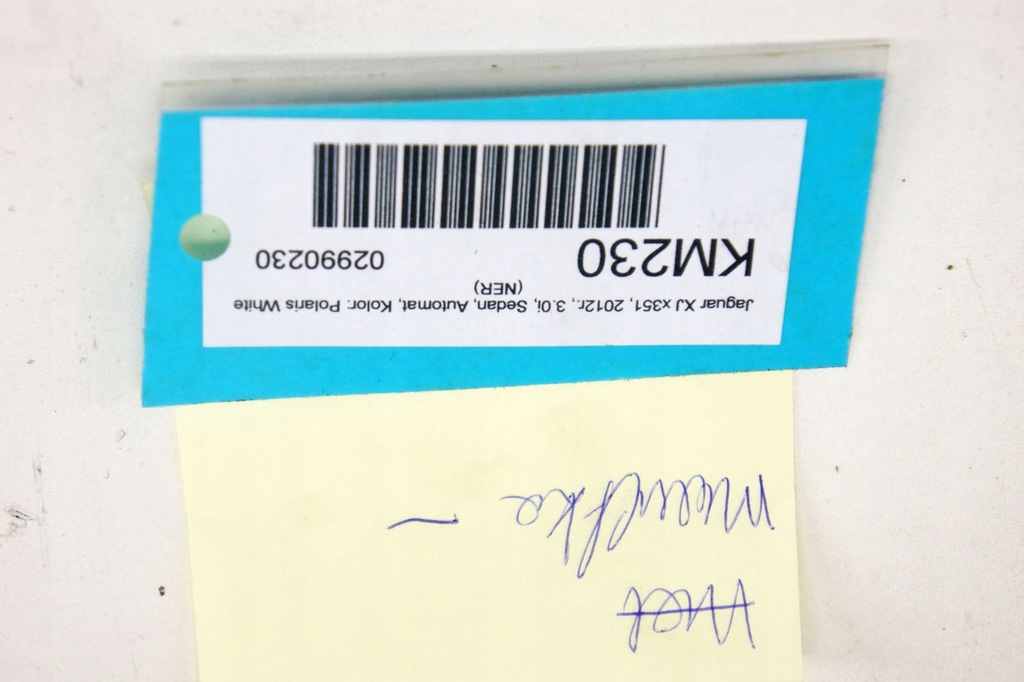 Jaguar XJ x351, 2012r., 3.0i, Sedan, Automat, Kolor: Polaris White
(NER)
KM230 02990230